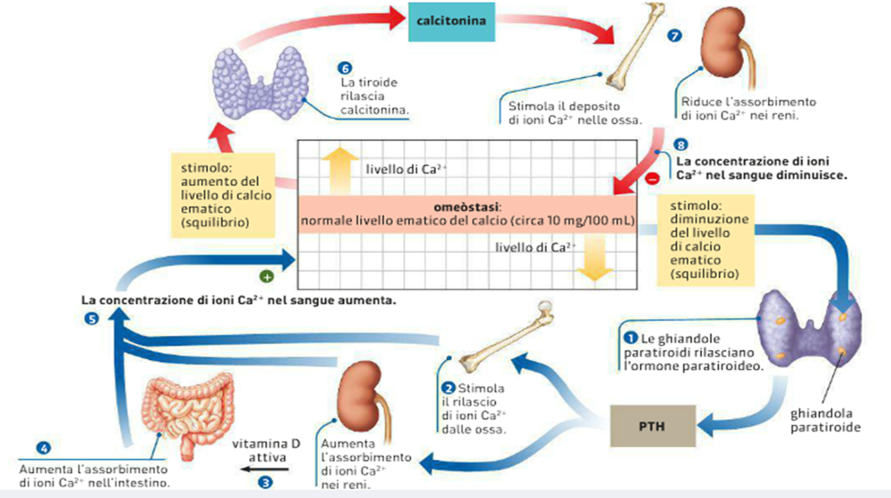 calcitonina
6
La tiroide
rilascia
calcitonina.
7
Stimola il deposito
di ioni Ca²⁺ nelle ossa.
Riduce l'assorbimento
di ioni Ca²⁺ nei reni.
8
La concentrazione di ioni
Ca²⁺ nel sangue diminuisce.
–
stimolo:
aumento del
livello di calcio
ematico
(squilibrio)
livello di Ca²⁺
omeòstasi:
normale livello ematico del calcio (circa 10 mg/100 mL)
livello di Ca²⁺
stimolo:
diminuzione
del livello
di calcio
ematico
(squilibrio)
+
La concentrazione di ioni Ca²⁺ nel sangue aumenta.
5
1 Le ghiandole
paratiroidi rilasciano
l'ormone paratiroideo.
ghiandola
paratiroide
PTH
2 Stimola
il rilascio
di ioni Ca²⁺
dalle ossa.
Aumenta
l'assorbimento
di ioni Ca²⁺
nei reni.
vitamina D
attiva
3
4
Aumenta l'assorbimento
di ioni Ca²⁺ nell'intestino.